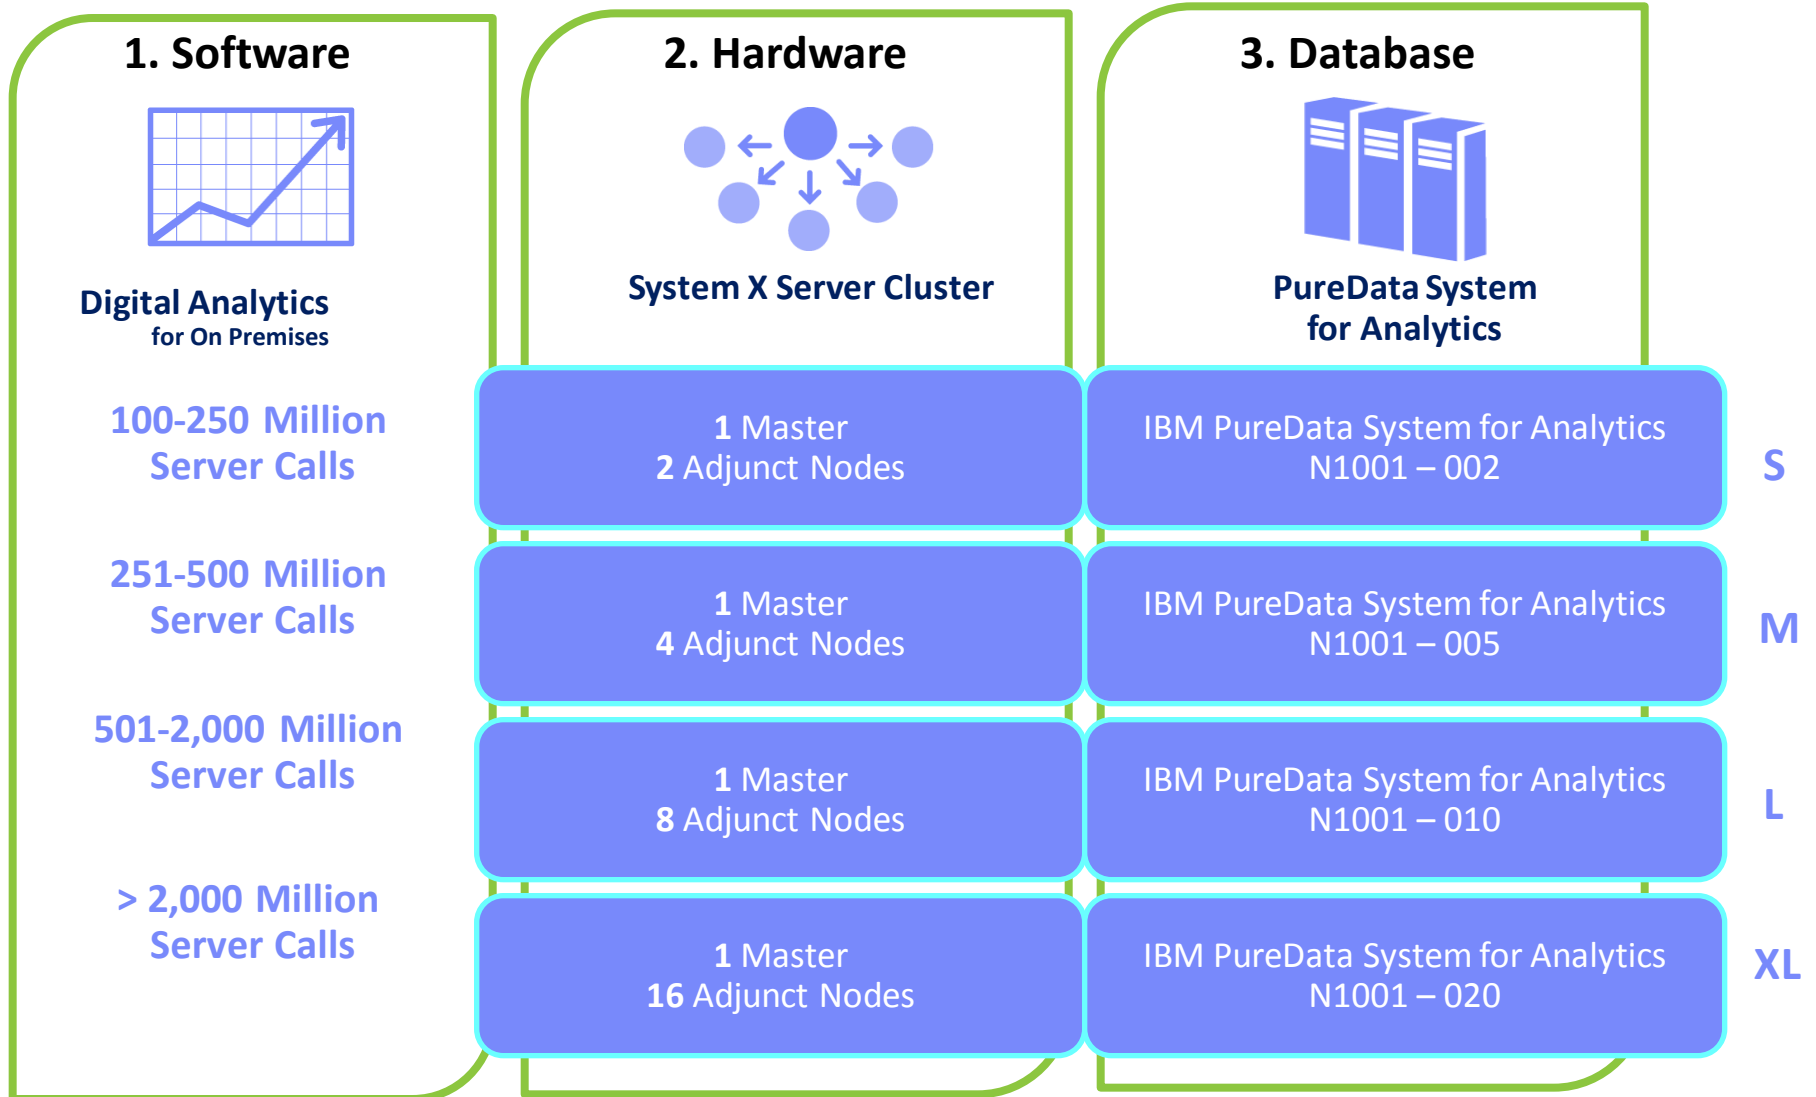 1. Software
Digital Analytics
for On Premises
2. Hardware
System X Server Cluster
3. Database
PureData System
for Analytics
100-250 Million
Server Calls
1 Master
2 Adjunct Nodes
IBM PureData System for Analytics
N1001 – 002
S
251-500 Million
Server Calls
1 Master
4 Adjunct Nodes
IBM PureData System for Analytics
N1001 – 005
M
501-2,000 Million
Server Calls
1 Master
8 Adjunct Nodes
IBM PureData System for Analytics
N1001 – 010
L
> 2,000 Million
Server Calls
1 Master
16 Adjunct Nodes
IBM PureData System for Analytics
N1001 – 020
XL